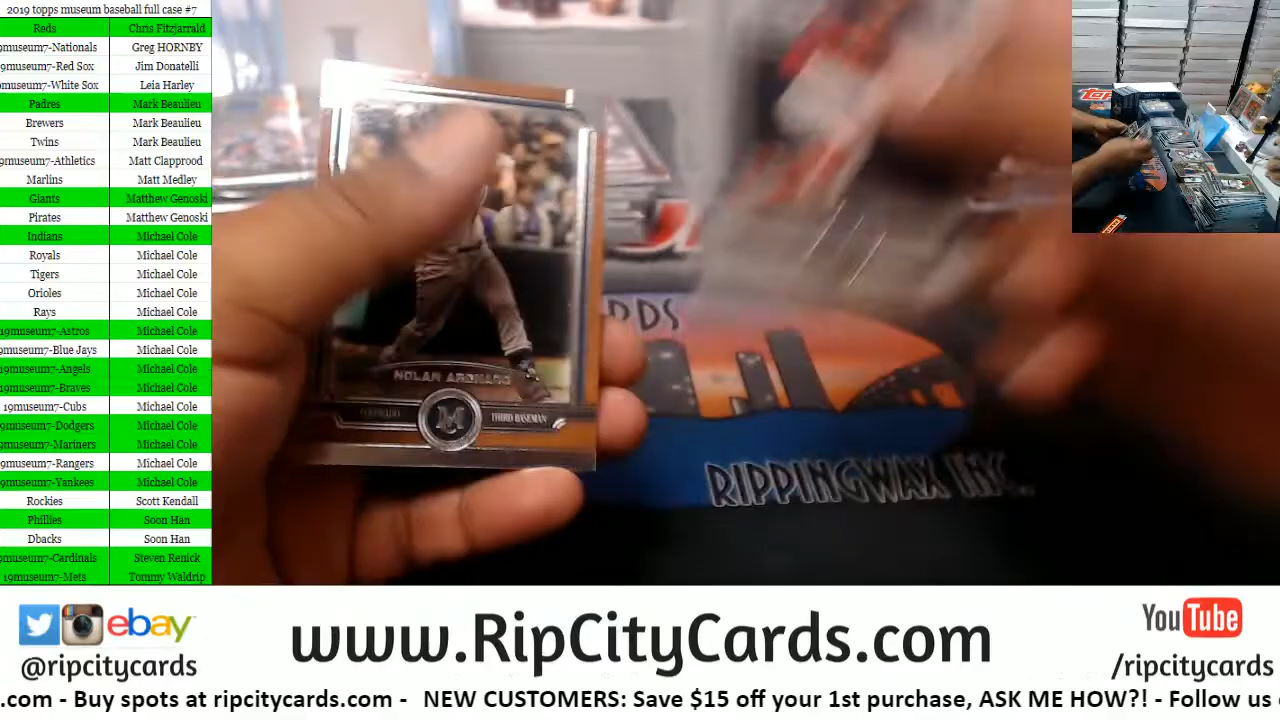 2019 topps museum baseball full case #7
Reds Chris Fitzjarrald
9museum7-Nationals Greg HORNBY
9museum7-Red Sox Jim Donatelli
9museum7-White Sox Leia Harley
Padres Mark Beaulieu
Brewers Mark Beaulieu
Twins Mark Beaulieu
9museum7-Athletics Matt Clapprood
Marlins Matt Medley
Giants Matthew Genoski
Pirates Matthew Genoski
Indians Michael Cole
Royals Michael Cole
Tigers Michael Cole
Orioles Michael Cole
Rays Michael Cole
19museum7-Astros Michael Cole
9museum7-Blue Jays Michael Cole
19museum7-Angels Michael Cole
19museum7-Braves Michael Cole
19museum7-Cubs Michael Cole
9museum7-Dodgers Michael Cole
9museum7-Mariners Michael Cole
9museum7-Rangers Michael Cole
9museum7-Yankees Michael Cole
Rockies Scott Kendall
Phillies Soon Han
Dbacks Soon Han
9museum7-Cardinals Steven Renick
19museum7-Mets Tommy Waldrip
NOLAN ARENADO
COLORADO M THIRD BASEMAN
RDS
RIPPINGWAX INC.
ebay
@ripcitycards
www.RipCityCards.com
YouTube
/ripcitycards
.com - Buy spots at ripcitycards.com - NEW CUSTOMERS: Save $15 off your 1st purchase, ASK ME HOW?! - Follow us